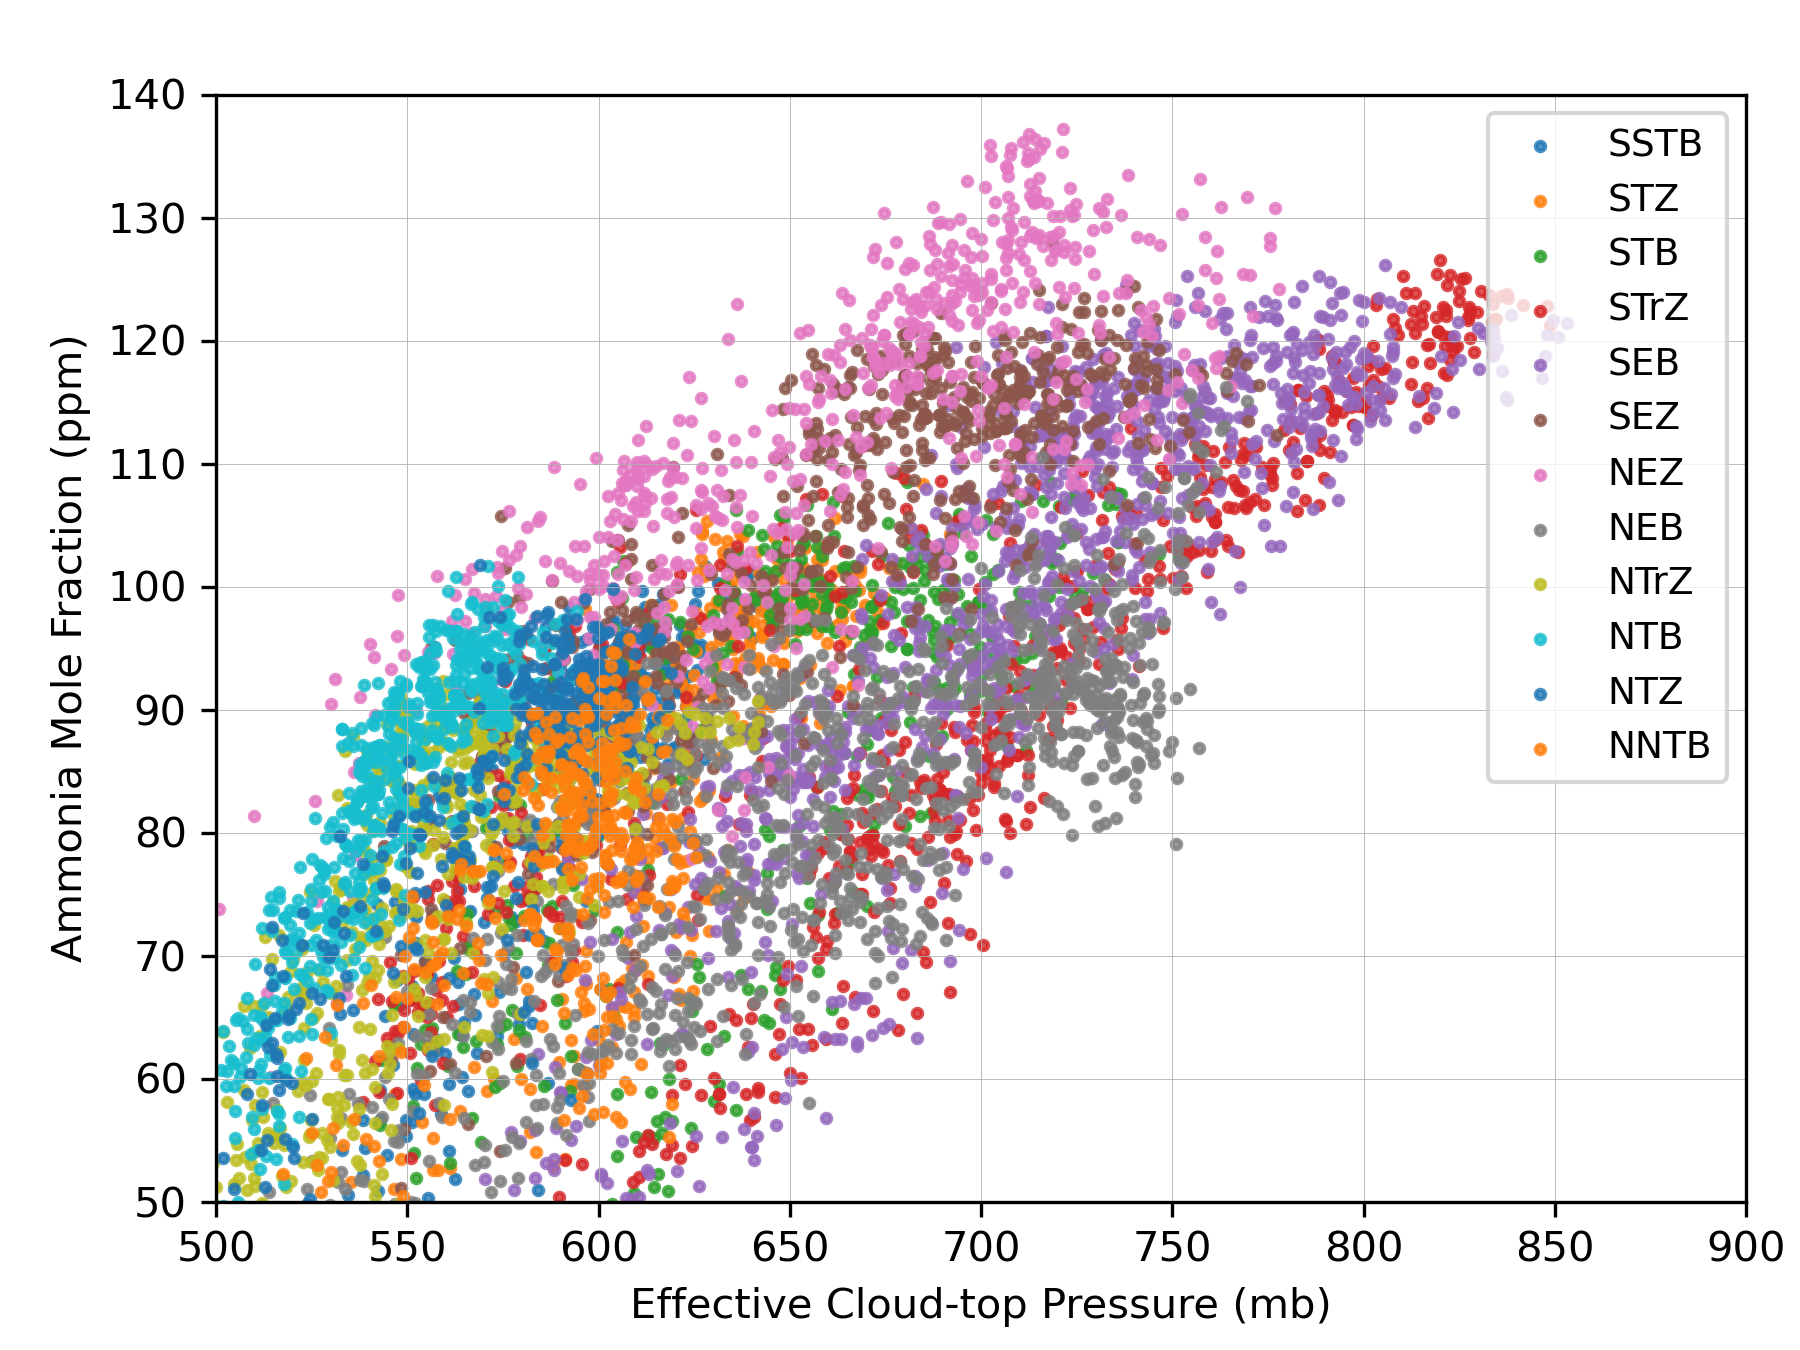 140
130
120
110
100
90
80
70
60
50
Ammonia Mole Fraction (ppm)
500 550 600 650 700 750 800 850 900
Effective Cloud-top Pressure (mb)
SSTB
STZ
STB
STrZ
SEB
SEZ
NEZ
NEB
NTrZ
NTB
NTZ
NNTB